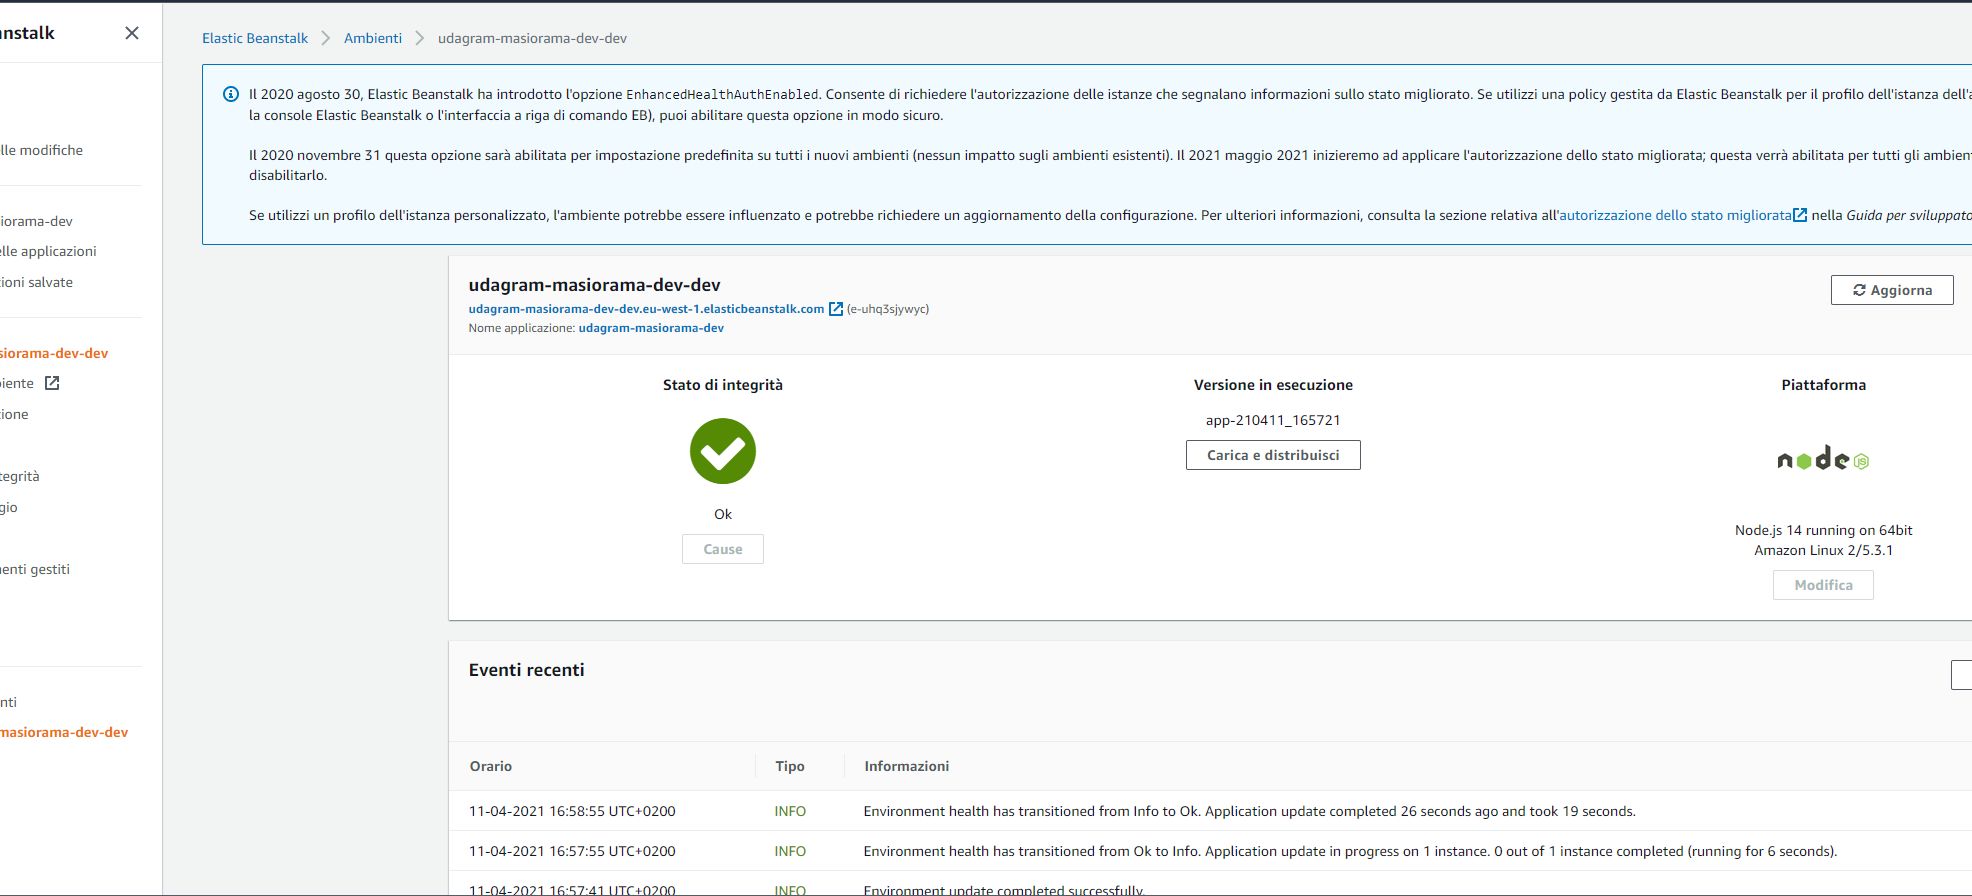 anstalk
Elastic Beanstalk > Ambienti > udagram-masiorama-dev-dev
Il 2020 agosto 30, Elastic Beanstalk ha introdotto l'opzione EnhancedHealthAuthEnabled. Consente di richiedere l'autorizzazione delle istanze che segnalano informazioni sullo stato migliorato. Se utilizzi una policy gestita da Elastic Beanstalk per il profilo dell'istanza dell'a
la console Elastic Beanstalk o l'interfaccia a riga di comando EB), puoi abilitare questa opzione in modo sicuro.
Il 2020 novembre 31 questa opzione sarà abilitata per impostazione predefinita su tutti i nuovi ambienti (nessun impatto sugli ambienti esistenti). Il 2021 maggio 2021 inizieremo ad applicare l'autorizzazione dello stato migliorata; questa verrà abilitata per tutti gli ambien
disabilitarlo.
Se utilizzi un profilo dell'istanza personalizzato, l'ambiente potrebbe essere influenzato e potrebbe richiedere un aggiornamento della configurazione. Per ulteriori informazioni, consulta la sezione relativa all'autorizzazione dello stato migliorata nella Guida per sviluppato
lle modifiche
iorama-dev
elle applicazioni
ioni salvate
siorama-dev-dev
iente
ione
tegrità
gio
enti gestiti
nti
masiorama-dev-dev
udagram-masiorama-dev-dev
udagram-masiorama-dev-dev.eu-west-1.elasticbeanstalk.com (e-uhq3sjywyc)
Nome applicazione: udagram-masiorama-dev
Aggiorna
Stato di integrità
Ok
Cause
Versione in esecuzione
app-210411_165721
Carica e distribuisci
Piattaforma
node JS
Node.js 14 running on 64bit
Amazon Linux 2/5.3.1
Modifica
Eventi recenti
Orario Tipo Informazioni
11-04-2021 16:58:55 UTC+0200 INFO Environment health has transitioned from Info to Ok. Application update completed 26 seconds ago and took 19 seconds.
11-04-2021 16:57:55 UTC+0200 INFO Environment health has transitioned from Ok to Info. Application update in progress on 1 instance. 0 out of 1 instance completed (running for 6 seconds).
11-04-2021 16:57:41 UTC+0200 INFO Environment update completed successfully.